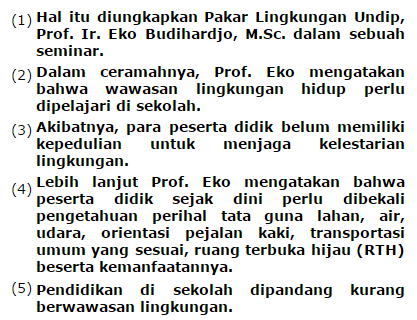 (1) Hal itu diungkapkan Pakar Lingkungan Undip,
Prof. Ir. Eko Budihardjo, M.Sc. dalam sebuah
seminar.
(2) Dalam ceramahnya, Prof. Eko mengatakan
bahwa wawasan lingkungan hidup perlu
dipelajari di sekolah.
(3) Akibatnya, para peserta didik belum memiliki
kepedulian untuk menjaga kelestarian
lingkungan.
(4) Lebih lanjut Prof. Eko mengatakan bahwa
peserta didik sejak dini perlu dibekali
pengetahuan perihal tata guna lahan, air,
udara, orientasi pejalan kaki, transportasi
umum yang sesuai, ruang terbuka hijau (RTH)
beserta kemanfaatannya.
(5) Pendidikan di sekolah dipandang kurang
berwawasan lingkungan.